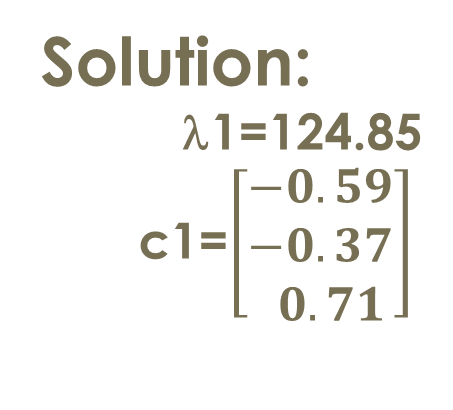 Solution:
λ1=124.85
−0.59
c1= −0.37
0.71